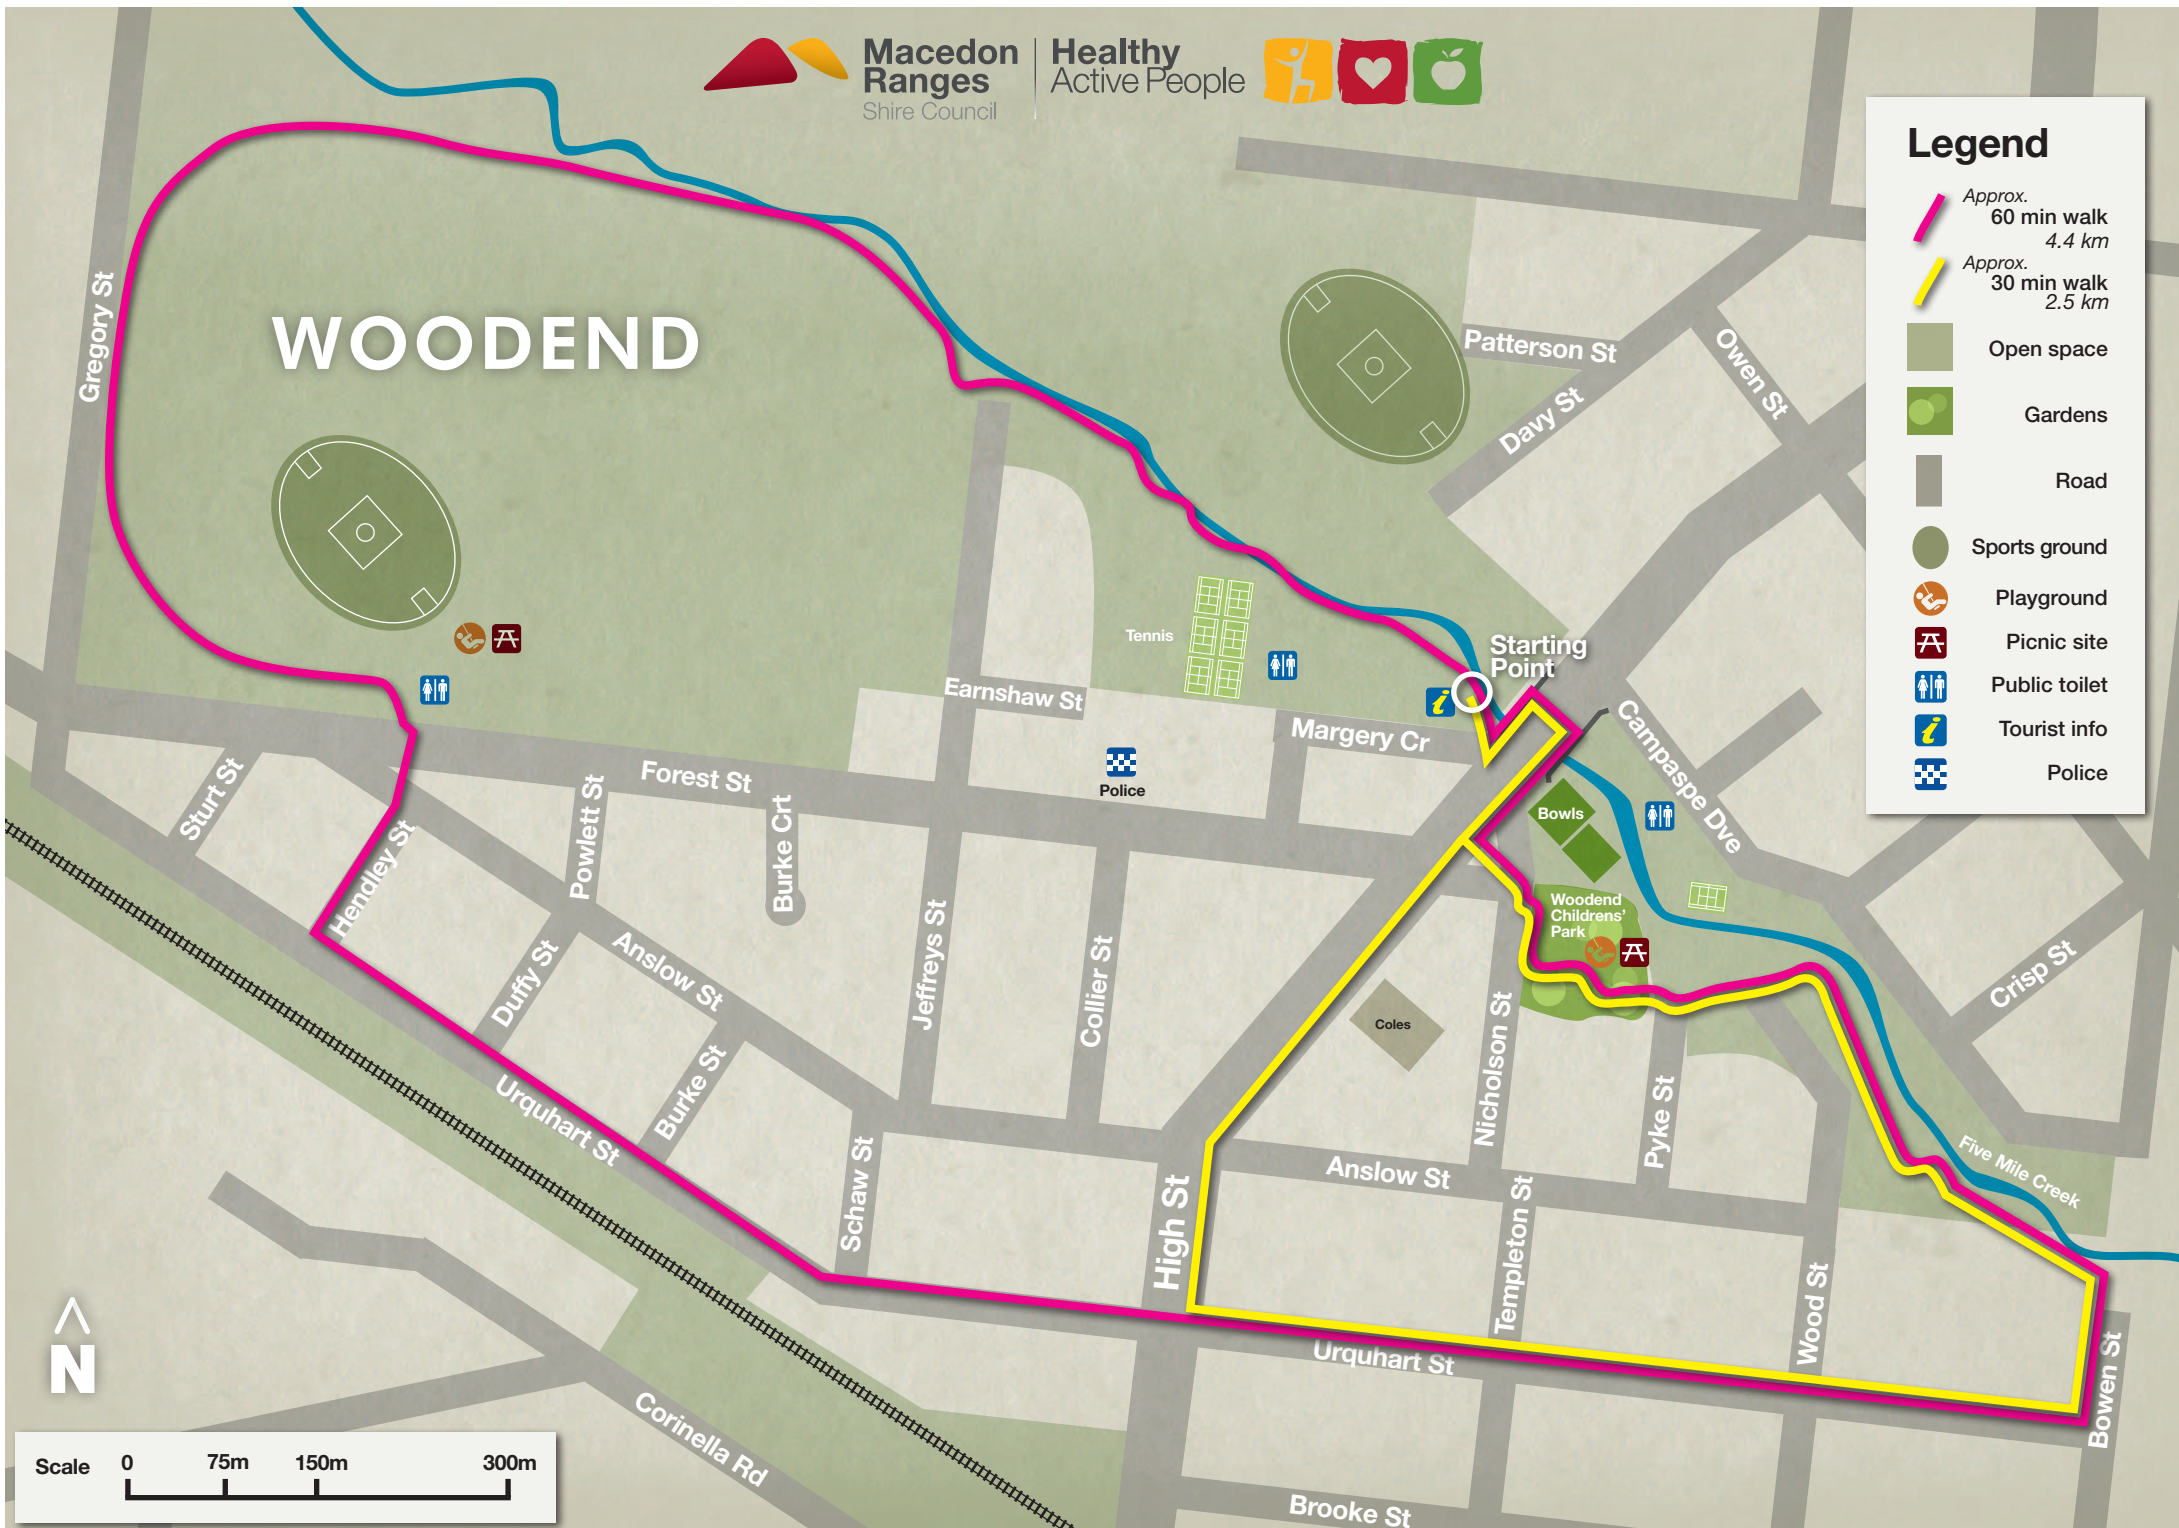 Macedon
Ranges
Shire Council
Healthy
Active People
Legend
Approx.
60 min walk
4.4 km
Approx.
30 min walk
2.5 km
Open space
Gardens
Road
Sports ground
Playground
Picnic site
Public toilet
i
Tourist info
Police
WOODEND
Gregory St
Patterson St
Owen St
Davy St
Tennis
Starting
Point
i
Earnshaw St
Margery Cr
Campaspe Dve
Police
Forest St
Sturt St
Hendley St
Powlett St
Burke Crt
Bowls
Woodend
Childrens'
Park
Duffy St
Anslow St
Jeffreys St
Collier St
Coles
Nicholson St
Crisp St
Urquhart St
Burke St
Schaw St
High St
Anslow St
Pyke St
Templeton St
Wood St
Five Mile Creek
Urquhart St
Bowen St
N
Corinella Rd
Brooke St
Scale
0
75m
150m
300m